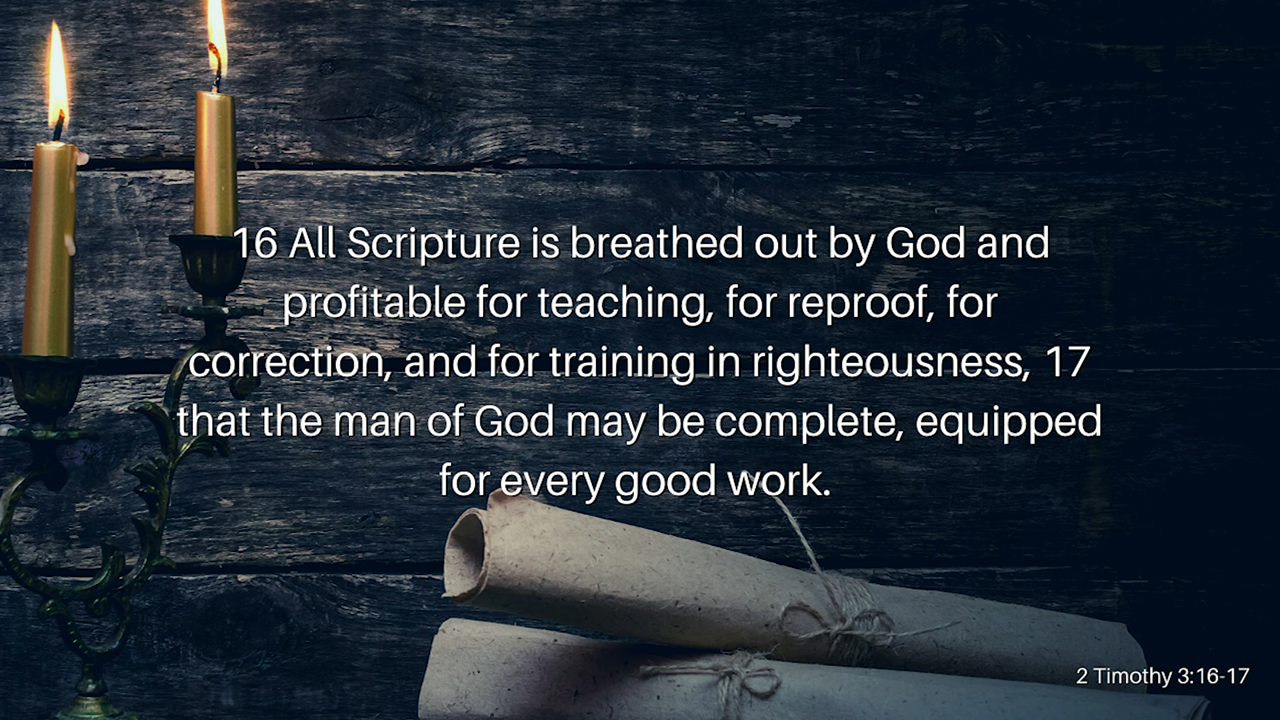 16 All Scripture is breathed out by God and
profitable for teaching, for reproof, for
correction, and for training in righteousness, 17
that the man of God may be complete, equipped
for every good work.
2 Timothy 3:16-17